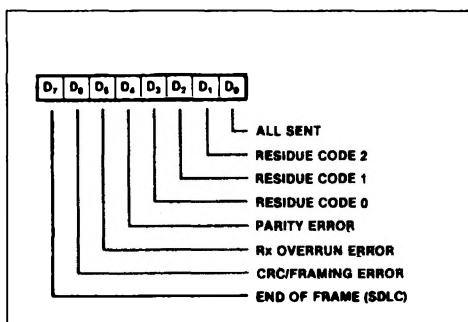 D7 D6 D5 D4 D3 D2 D1 D0
ALL SENT
RESIDUE CODE 2
RESIDUE CODE 1
RESIDUE CODE 0
PARITY ERROR
Rx OVERRUN ERROR
CRC/FRAMING ERROR
END OF FRAME (SDLC)